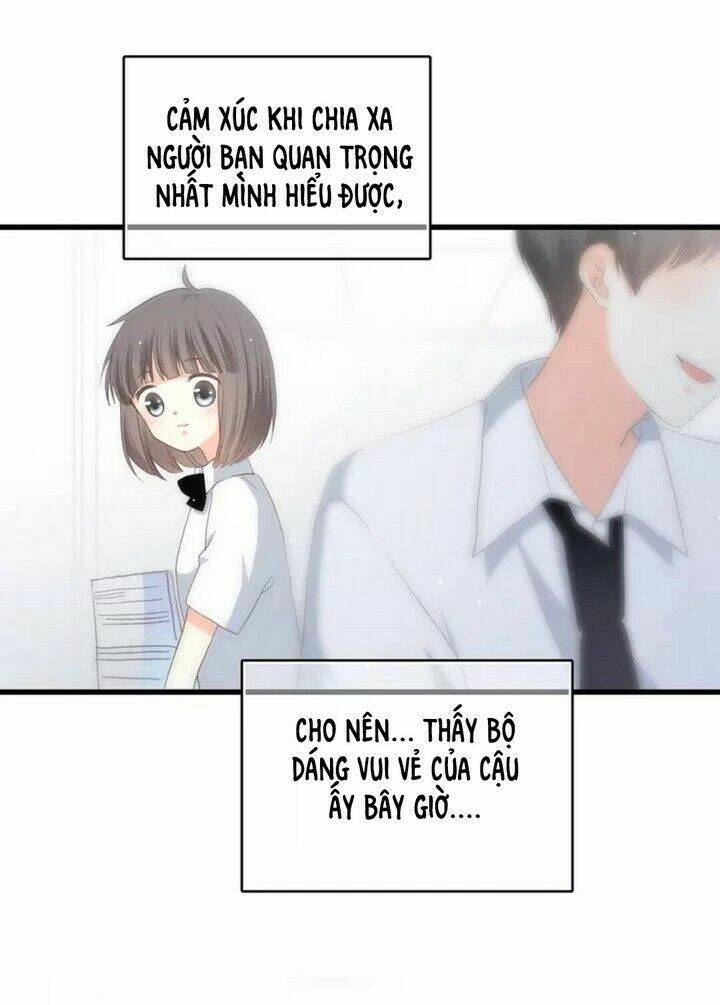 CẢM XÚC KHI CHIA XA
NGƯỜI BẠN QUAN TRỌNG
NHẤT MÌNH HIỂU ĐƯỢC,
CHO NÊN... THẤY BỘ
DÁNG VUI VẺ CỦA CẬU
ẤY BÂY GIỜ....